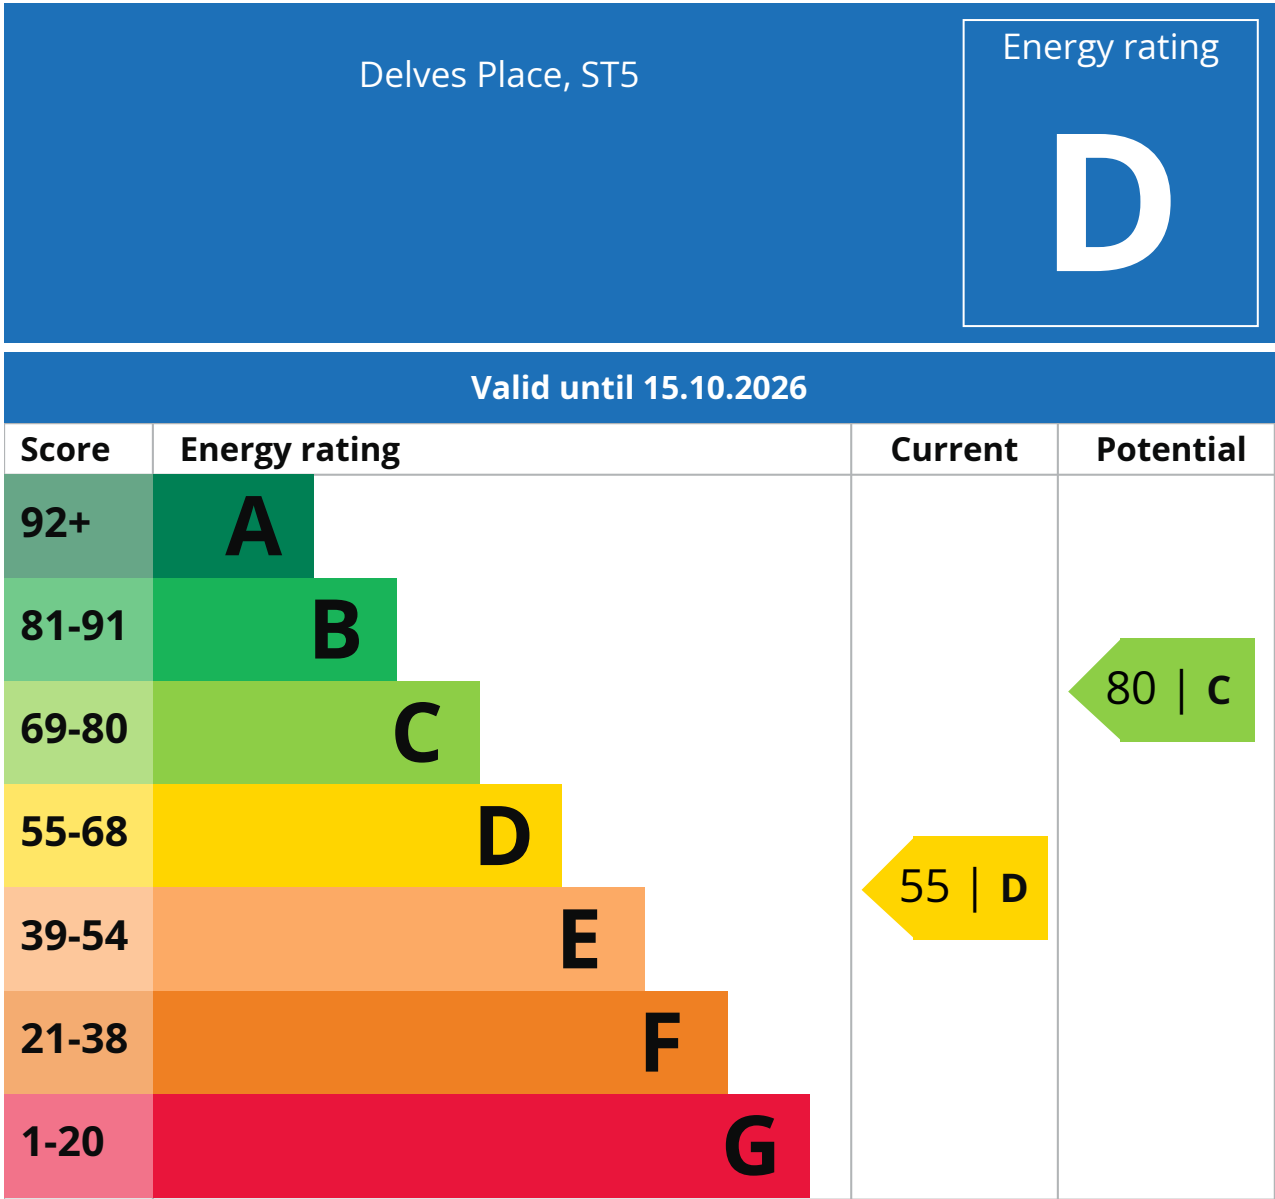 Delves Place, ST5
Energy rating
D
Valid until 15.10.2026
Score Energy rating Current Potential
92+ A
81-91 B
69-80 C
80 | C
55-68 D
55 | D
39-54 E
21-38 F
1-20 G